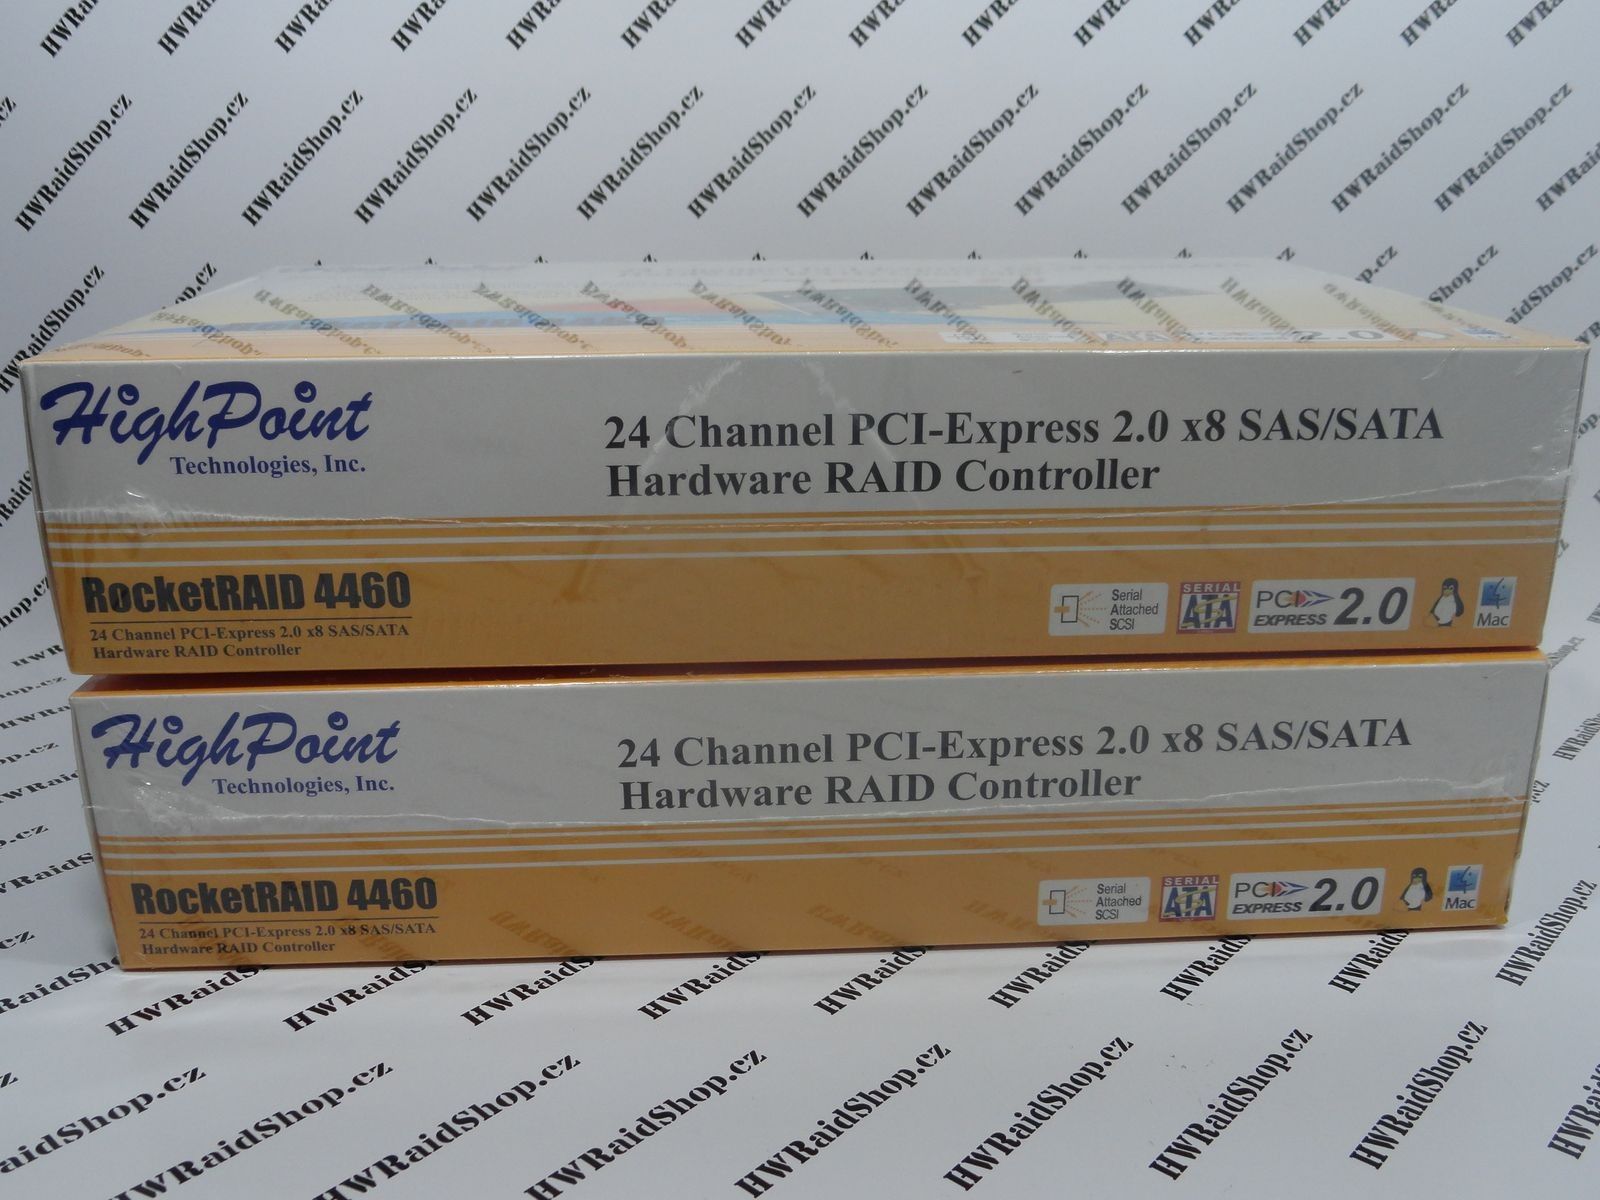 HWRaidShop.cz
HighPoint
Technologies, Inc.
24 Channel PCI-Express 2.0 x8 SAS/SATA
Hardware RAID Controller
RocketRAID 4460
24 Channel PCI-Express 2.0 x8 SAS/SATA
Hardware RAID Controller
Serial
Attached
SCSI
SERIAL
ATA
PCI
EXPRESS 2.0
Mac
HighPoint
Technologies, Inc.
24 Channel PCI-Express 2.0 x8 SAS/SATA
Hardware RAID Controller
RocketRAID 4460
24 Channel PCI-Express 2.0 x8 SAS/SATA
Hardware RAID Controller
Serial
Attached
SCSI
SERIAL
ATA
PCI
EXPRESS 2.0
Mac
HWRaidShop.cz